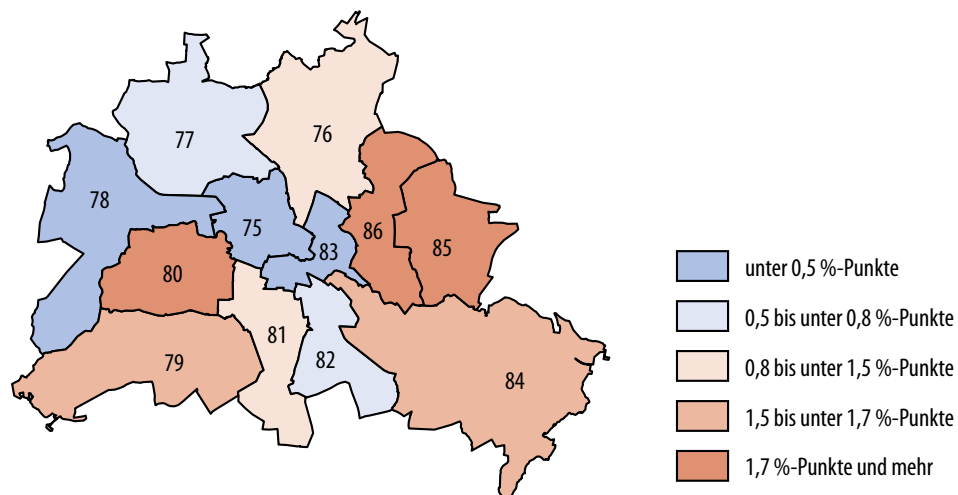 77
76
78
75
83
86
85
80
81
79
82
84
unter 0,5 %-Punkte
0,5 bis unter 0,8 %-Punkte
0,8 bis unter 1,5 %-Punkte
1,5 bis unter 1,7 %-Punkte
1,7 %-Punkte und mehr